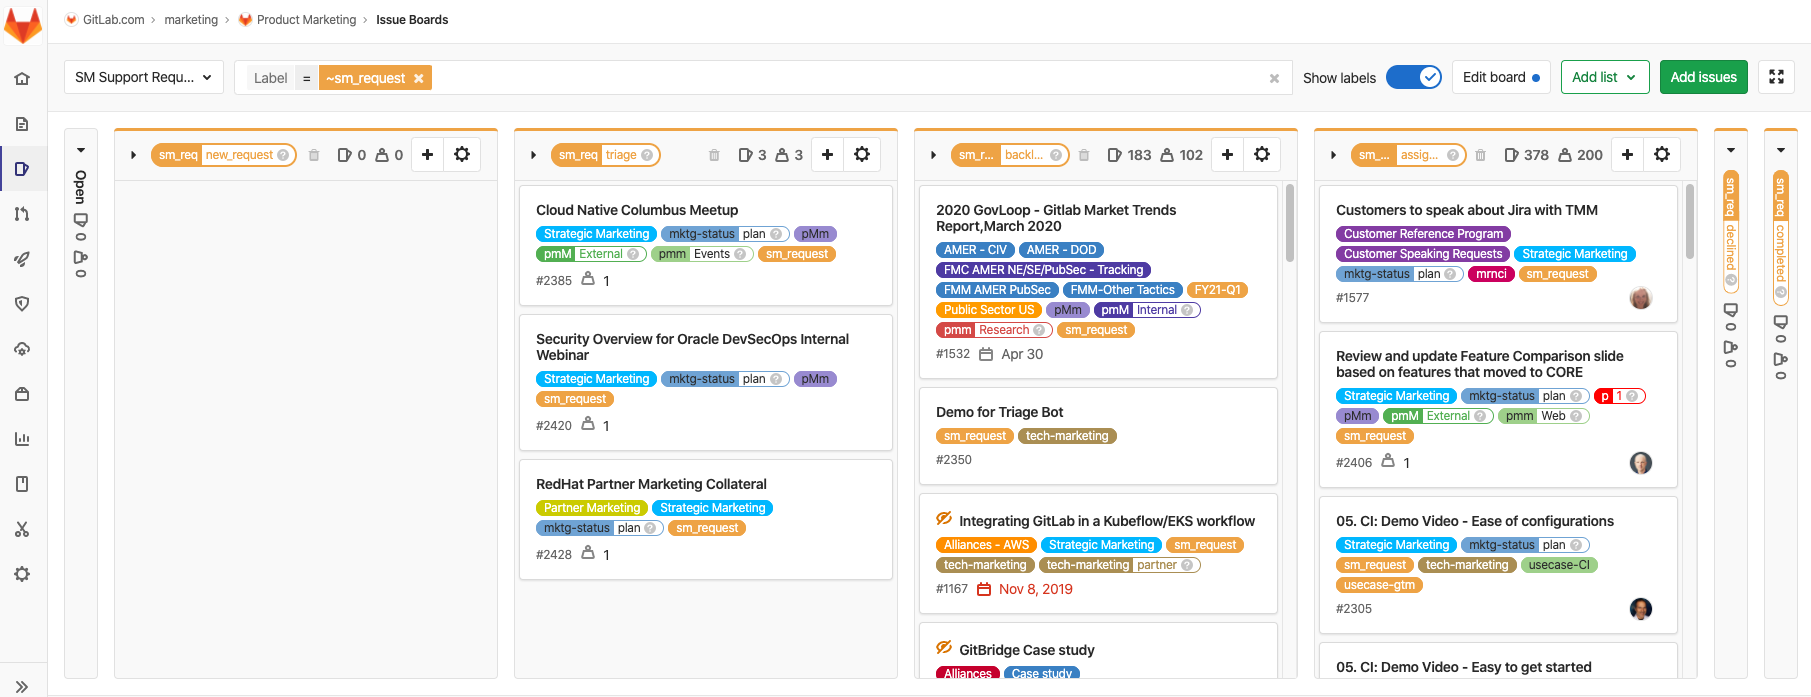 GitLab.com › marketing › Product Marketing › Issue Boards
SM Support Requ...
Label = ~sm_request
Show labels
Edit board
Add list
Add issues
Open
0
0
sm_req new_request
0 0
sm_req triage
3 3
Cloud Native Columbus Meetup
Strategic Marketing mktg-status plan pMm
pmM External pmm Events sm_request
#2385 1
Security Overview for Oracle DevSecOps Internal
Webinar
Strategic Marketing mktg-status plan pMm
sm_request
#2420 1
RedHat Partner Marketing Collateral
Partner Marketing Strategic Marketing
mktg-status plan sm_request
#2428 1
sm_r... backl...
183 102
2020 GovLoop - Gitlab Market Trends
Report,March 2020
AMER - CIV AMER - DOD
FMC AMER NE/SE/PubSec - Tracking
FMM AMER PubSec FMM-Other Tactics FY21-Q1
Public Sector US pMm pmM Internal
pmm Research sm_request
#1532 Apr 30
Demo for Triage Bot
sm_request tech-marketing
#2350
Integrating GitLab in a Kubeflow/EKS workflow
Alliances - AWS Strategic Marketing sm_request
tech-marketing tech-marketing partner
#1167 Nov 8, 2019
GitBridge Case study
Alliances Case study
sm_... assig...
378 200
Customers to speak about Jira with TMM
Customer Reference Program
Customer Speaking Requests Strategic Marketing
mktg-status plan mrnci sm_request
#1577
Review and update Feature Comparison slide
based on features that moved to CORE
Strategic Marketing mktg-status plan p 1
pMm pmM External pmm Web
sm_request
#2406 1
05. CI: Demo Video - Ease of configurations
Strategic Marketing mktg-status plan
sm_request tech-marketing usecase-CI
usecase-gtm
#2305
05. CI: Demo Video - Easy to get started
sm_req declined
0
0
sm_req completed
0
0